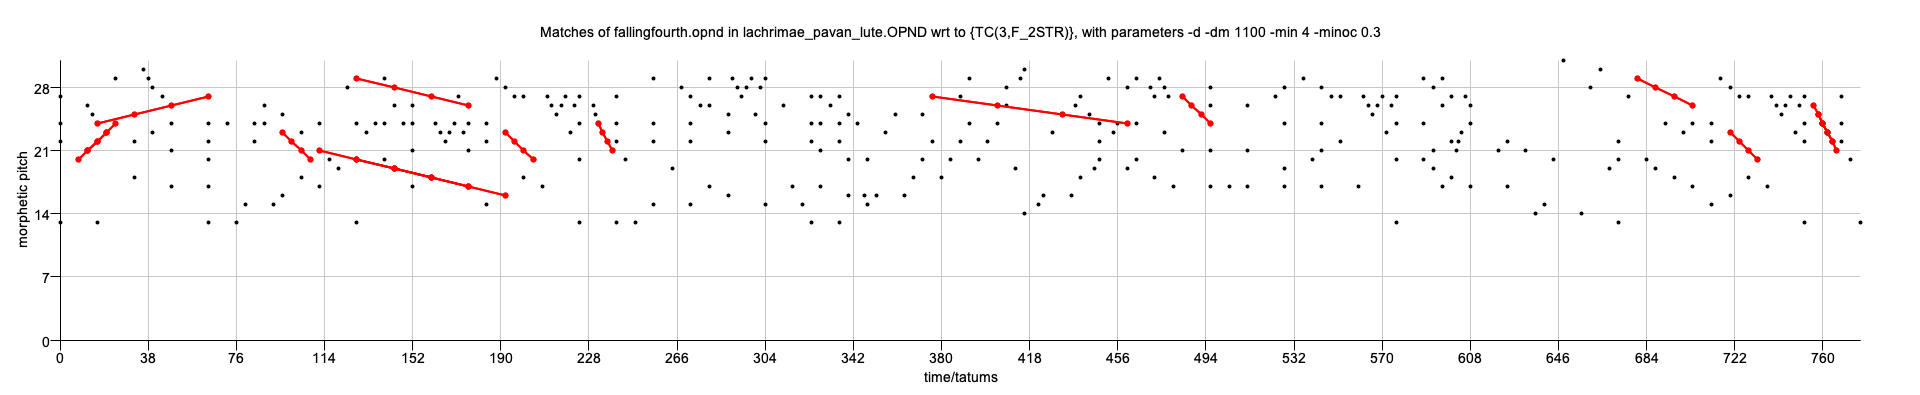 Matches of fallingfourth.opnd in lachrimae_pavan_lute.OPND wrt to {TC(3,F_2STR)}, with parameters -d -dm 1100 -min 4 -minoc 0.3
morphetic pitch
28
21
14
7
0
0 38 76 114 152 190 228 266 304 342 380 418 456 494 532 570 608 646 684 722 760
time/tatums